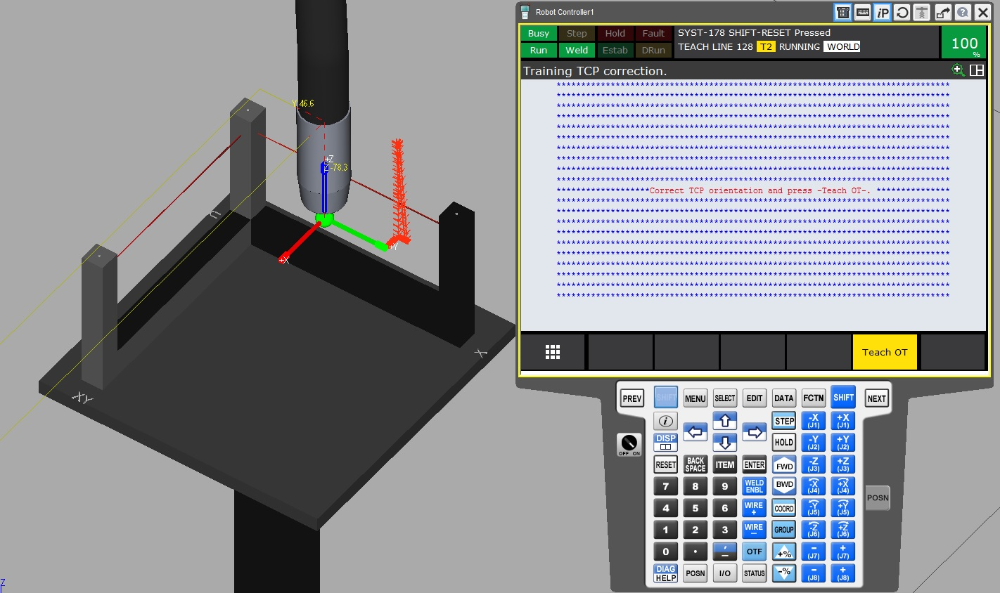 Robot Controller1
iP
Busy Step Hold Fault
Run Weld Estab DRun
SYST-178 SHIFT-RESET Pressed
TEACH LINE 128 T2 RUNNING WORLD
100
%
Training TCP correction.
Correct TCP orientation and press -Teach OT-.
Teach OT
Y 46.6
+Z
Z -78.3
+Y
+X
XY
X
Z
PREV SHIFT MENU SELECT EDIT DATA FCTN SHIFT NEXT
i STEP -X (J1) +X (J1)
OFF ON DISP HOLD -Y (J2) +Y (J2)
RESET BACK SPACE ITEM ENTER FWD -Z (J3) +Z (J3)
7 8 9 WELD ENBL BWD -X (J4) +X (J4)
POSN
4 5 6 WIRE + COORD -Y (J5) +Y (J5)
1 2 3 WIRE - GROUP -Z (J6) +Z (J6)
0 . , - OTF +% - (J7) + (J7)
DIAG HELP POSN I/O STATUS -% - (J8) + (J8)